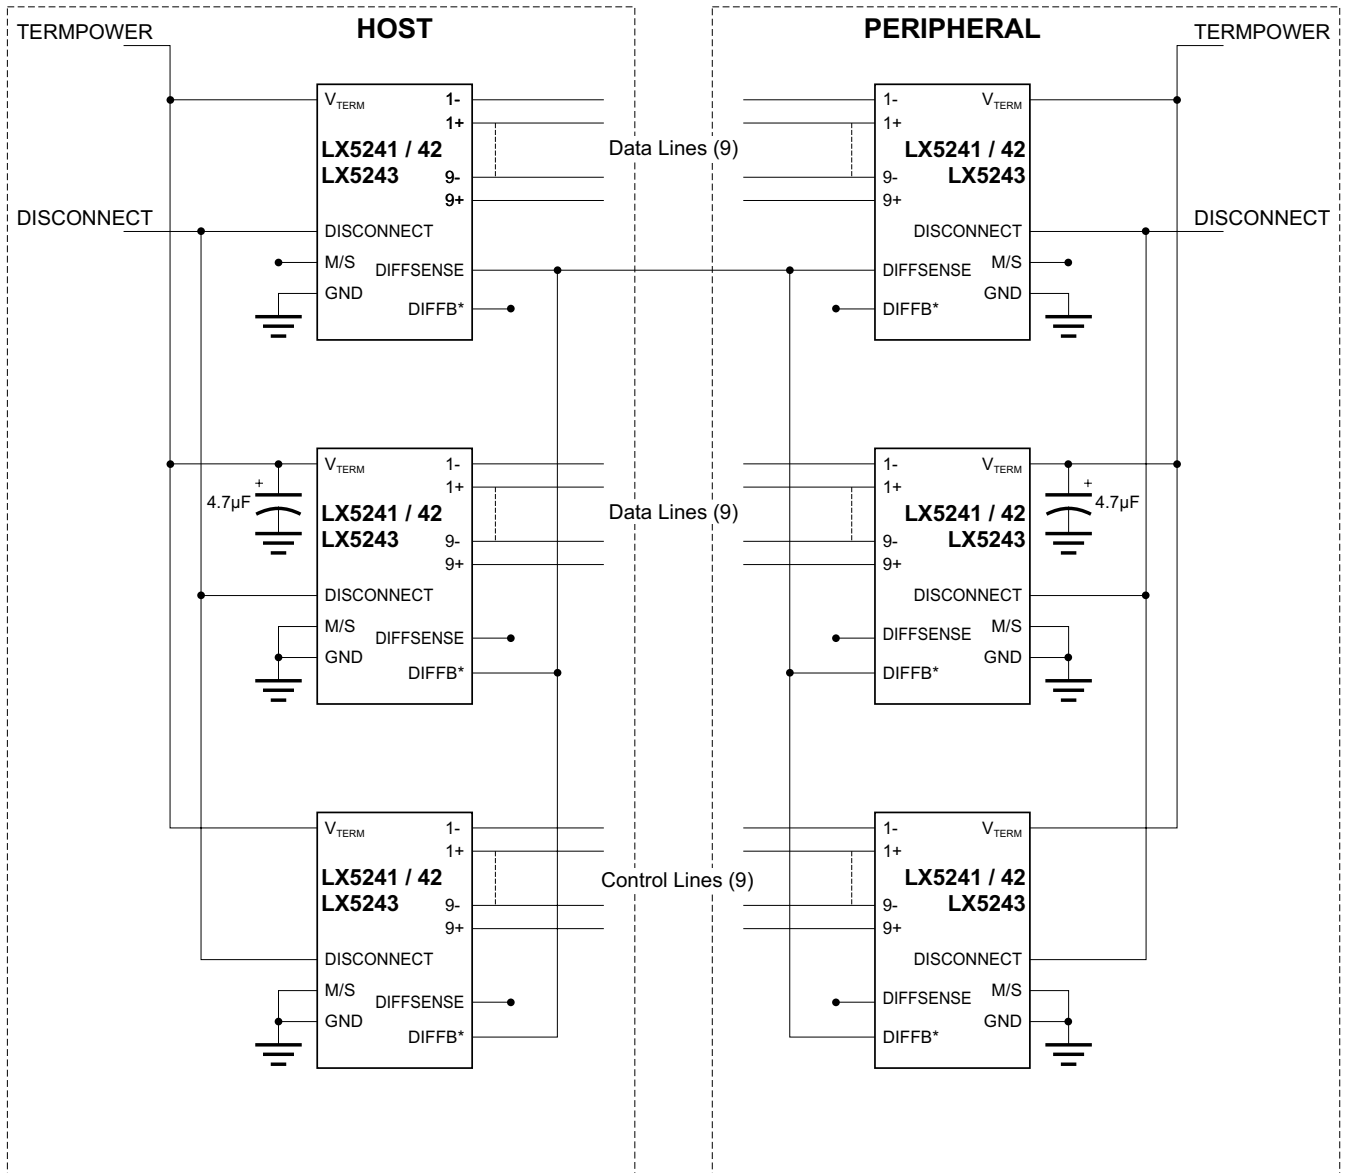 HOST
PERIPHERAL
TERMPOWER
TERMPOWER
VTERM
1-
1+
LX5241 / 42
LX5243
9-
9+
DISCONNECT
M/S
DIFFSENSE
GND
DIFFB*
DISCONNECT
Data Lines (9)
1-
VTERM
1+
LX5241 / 42
LX5243
9-
9+
DISCONNECT
DIFFSENSE
M/S
GND
DIFFB*
DISCONNECT
VTERM
1-
1+
+
4.7µF
LX5241 / 42
LX5243
9-
9+
DISCONNECT
M/S
DIFFSENSE
GND
DIFFB*
Data Lines (9)
1-
VTERM
1+
+
4.7µF
LX5241 / 42
LX5243
9-
9+
DISCONNECT
DIFFSENSE
M/S
GND
DIFFB*
VTERM
1-
1+
LX5241 / 42
LX5243
9-
9+
DISCONNECT
M/S
DIFFSENSE
GND
DIFFB*
Control Lines (9)
1-
VTERM
1+
LX5241 / 42
LX5243
9-
9+
DISCONNECT
DIFFSENSE
M/S
GND
DIFFB*